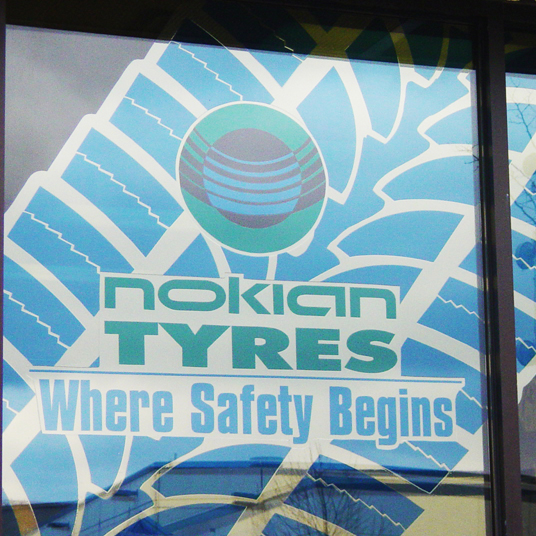 nokian
TYRES
Where Safety Begins